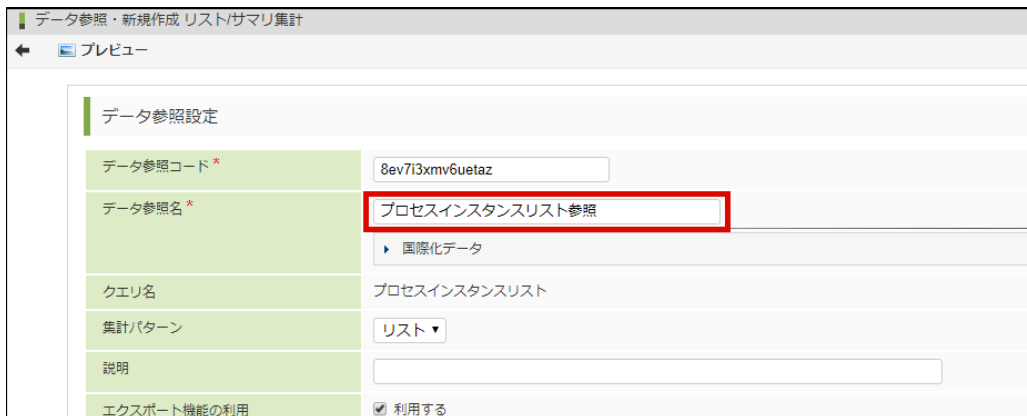 データ参照・新規作成 リスト/サマリ集計
プレビュー
データ参照設定
データ参照コード*
8ev7i3xmv6uetaz
データ参照名*
プロセスインスタンスリスト参照
国際化データ
クエリ名
プロセスインスタンスリスト
集計パターン
リスト
説明
エクスポート機能の利用
利用する